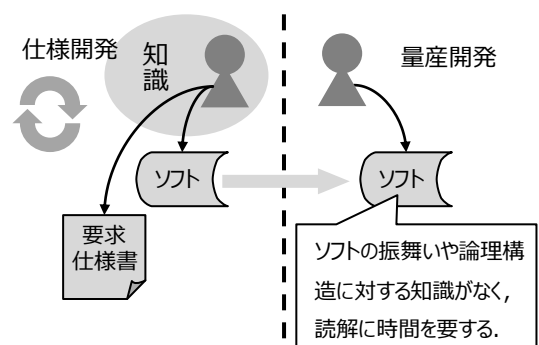 仕様開発
知識
量産開発
ソフト
ソフト
要求
仕様書
ソフトの振舞いや論理構
造に対する知識がなく，
読解に時間を要する．